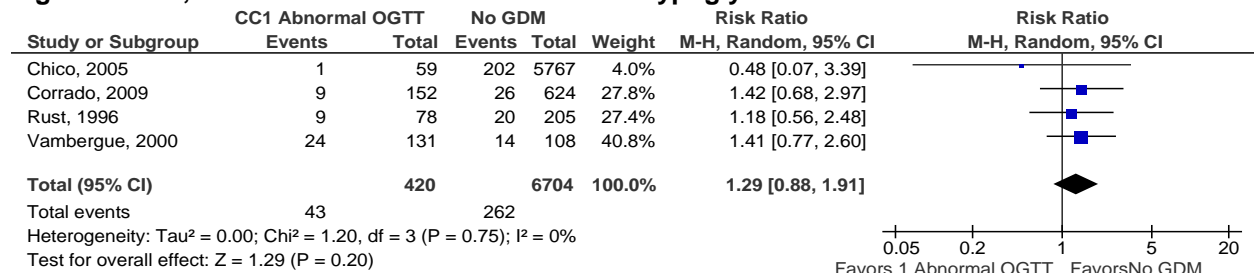 CC1 Abnormal OGTT No GDM Risk Ratio Risk Ratio
Study or Subgroup Events Total Events Total Weight M-H, Random, 95% CI M-H, Random, 95% CI
Chico, 2005 1 59 202 5767 4.0% 0.48 [0.07, 3.39]
Corrado, 2009 9 152 26 624 27.8% 1.42 [0.68, 2.97]
Rust, 1996 9 78 20 205 27.4% 1.18 [0.56, 2.48]
Vambergue, 2000 24 131 14 108 40.8% 1.41 [0.77, 2.60]
Total (95% CI) 420 6704 100.0% 1.29 [0.88, 1.91]
Total events 43 262
Heterogeneity: Tau² = 0.00; Chi² = 1.20, df = 3 (P = 0.75); I² = 0%
Test for overall effect: Z = 1.29 (P = 0.20)
0.05 0.2 1 5 20
Favors 1 Abnormal OGTT FavorsNo GDM